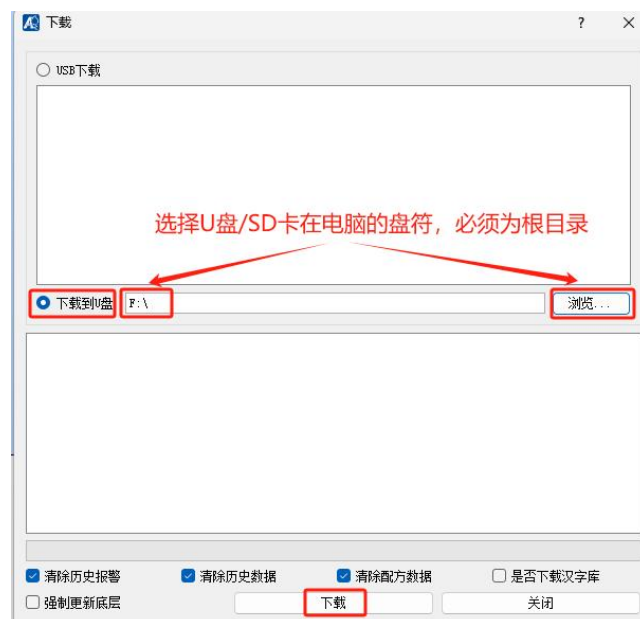 下载 ? ×
USB下载
选择U盘/SD卡在电脑的盘符，必须为根目录
下载到U盘 F:\ 浏览...
清除历史报警 清除历史数据 清除配方数据 是否下载汉字库
强制更新底层 下载 关闭